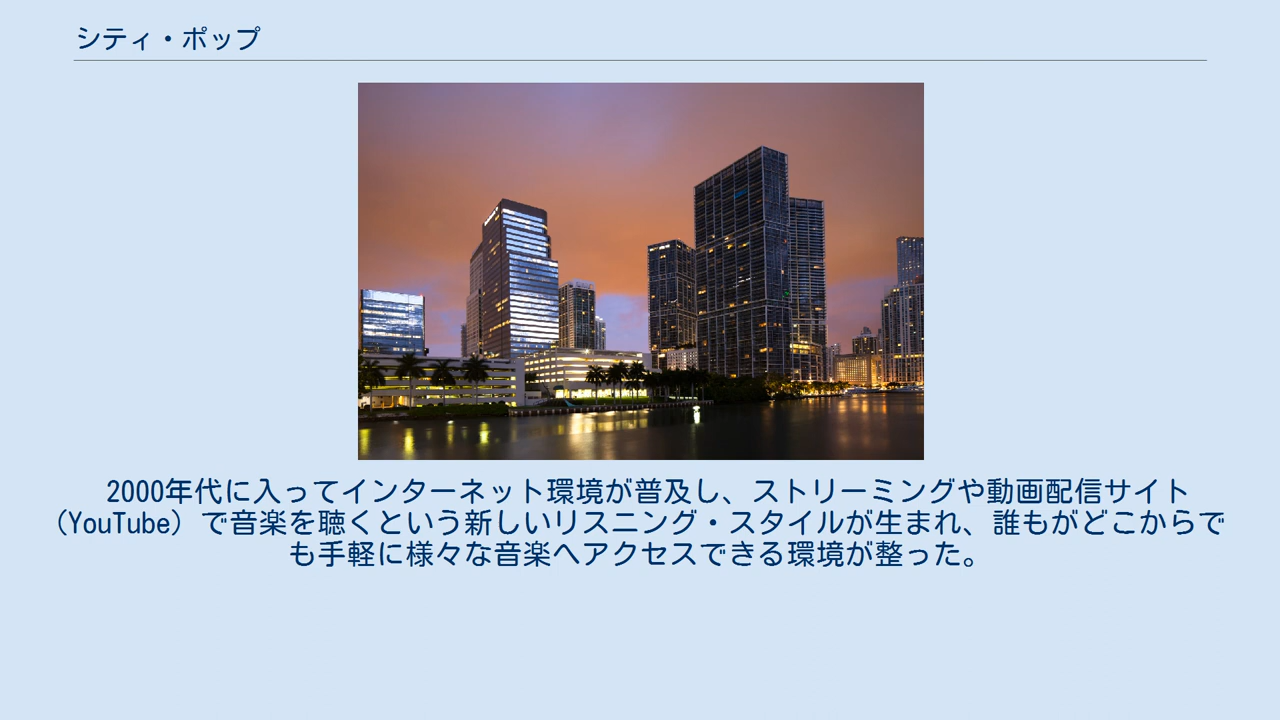 シティ・ポップ
2000年代に入ってインターネット環境が普及し、ストリーミングや動画配信サイト
（YouTube）で音楽を聴くという新しいリスニング・スタイルが生まれ、誰もがどこからで
も手軽に様々な音楽へアクセスできる環境が整った。